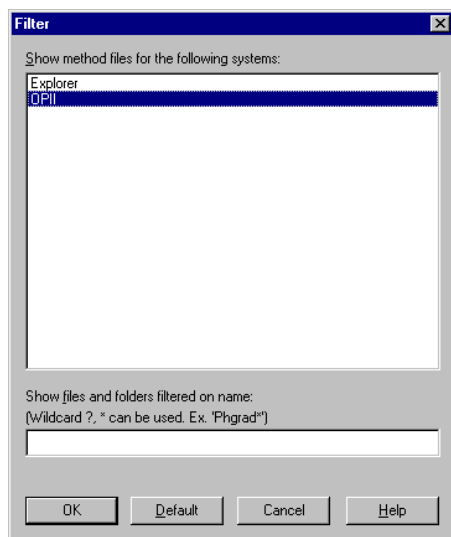 Filter
Show method files for the following systems:
Explorer
OPII
Show files and folders filtered on name:
(Wildcard ?, * can be used. Ex. 'Phgrad*')
OK Default Cancel Help